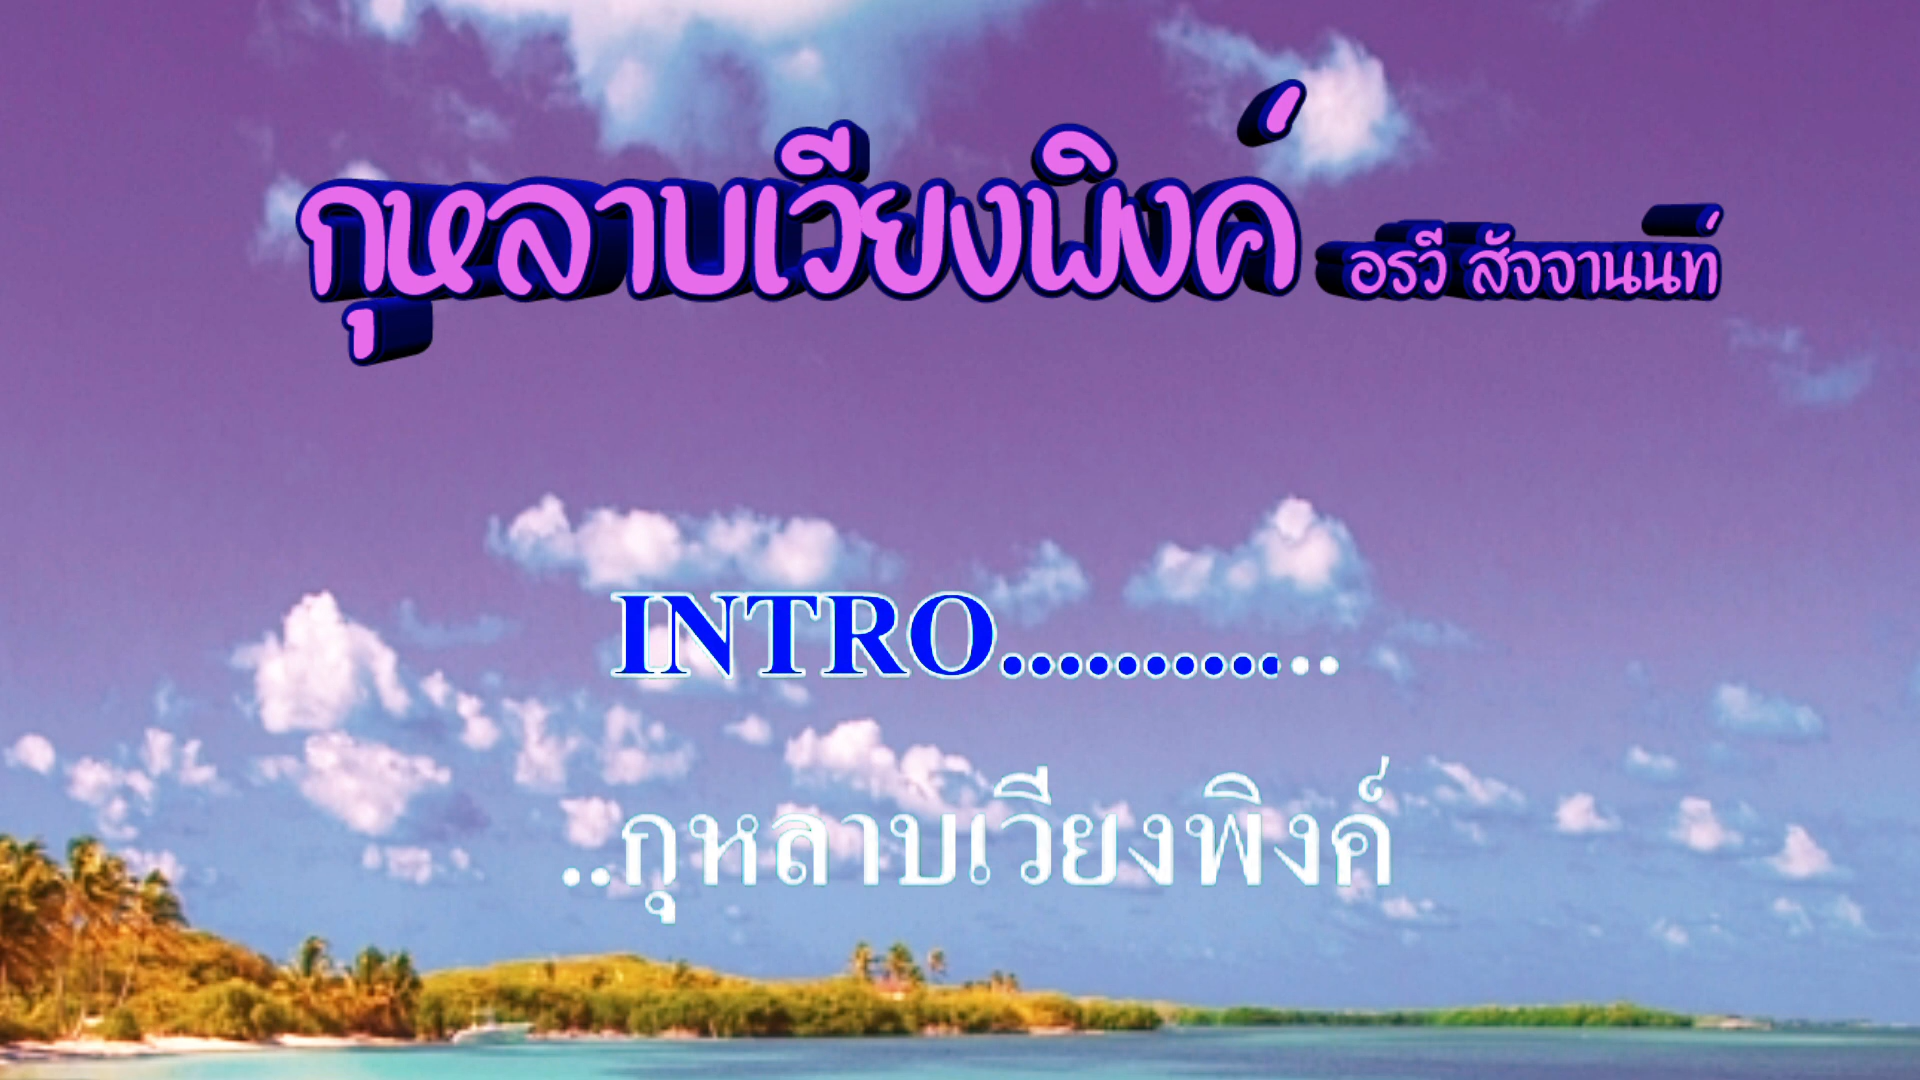 กุหลาบเวียงพิงค์ อรวี สัจจานนท์
INTRO............
..กุหลาบเวียงพิงค์